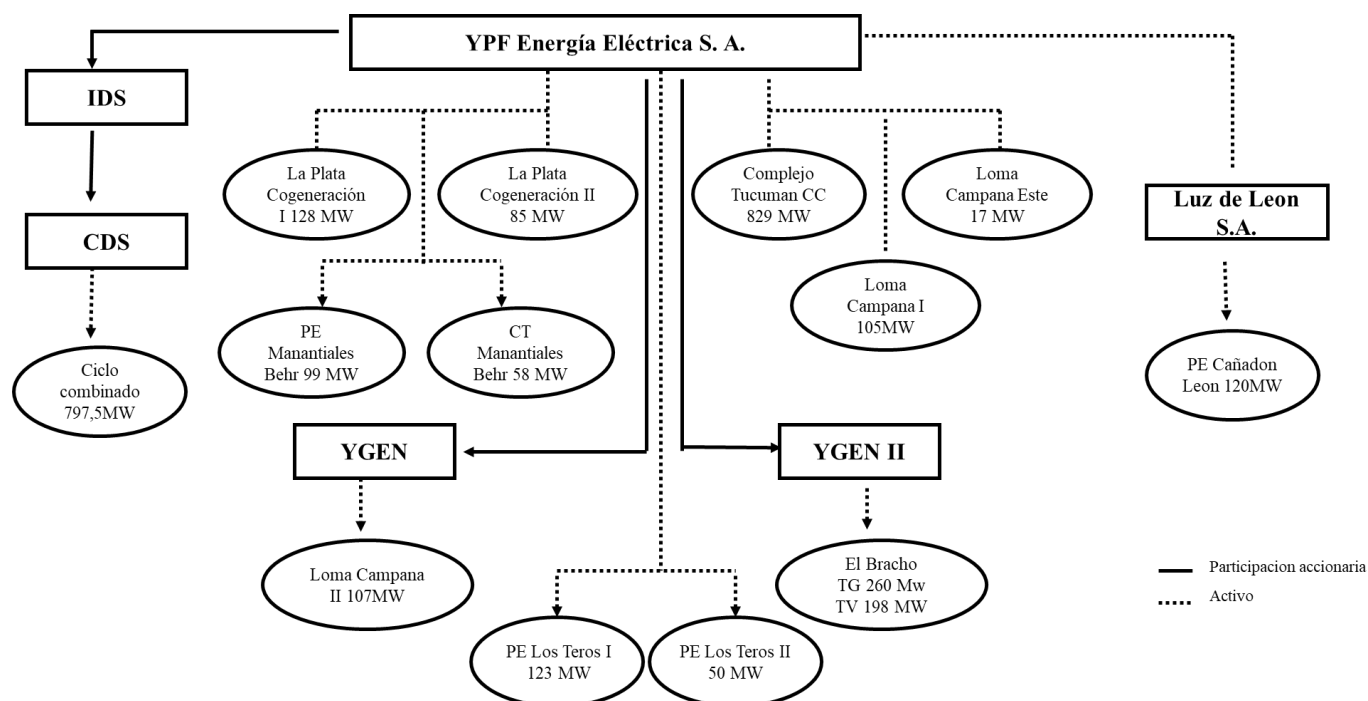 YPF Energía Eléctrica S. A.
IDS
CDS
Ciclo
combinado
797,5MW
La Plata
Cogeneración
I 128 MW
La Plata
Cogeneración II
85 MW
PE
Manantiales
Behr 99 MW
CT
Manantiales
Behr 58 MW
Complejo
Tucuman CC
829 MW
Loma
Campana Este
17 MW
Loma
Campana I
105MW
Luz de Leon
S.A.
PE Cañadon
Leon 120MW
YGEN
Loma Campana
II 107MW
YGEN II
El Bracho
TG 260 Mw
TV 198 MW
PE Los Teros I
123 MW
PE Los Teros II
50 MW
Participacion accionaria
Activo